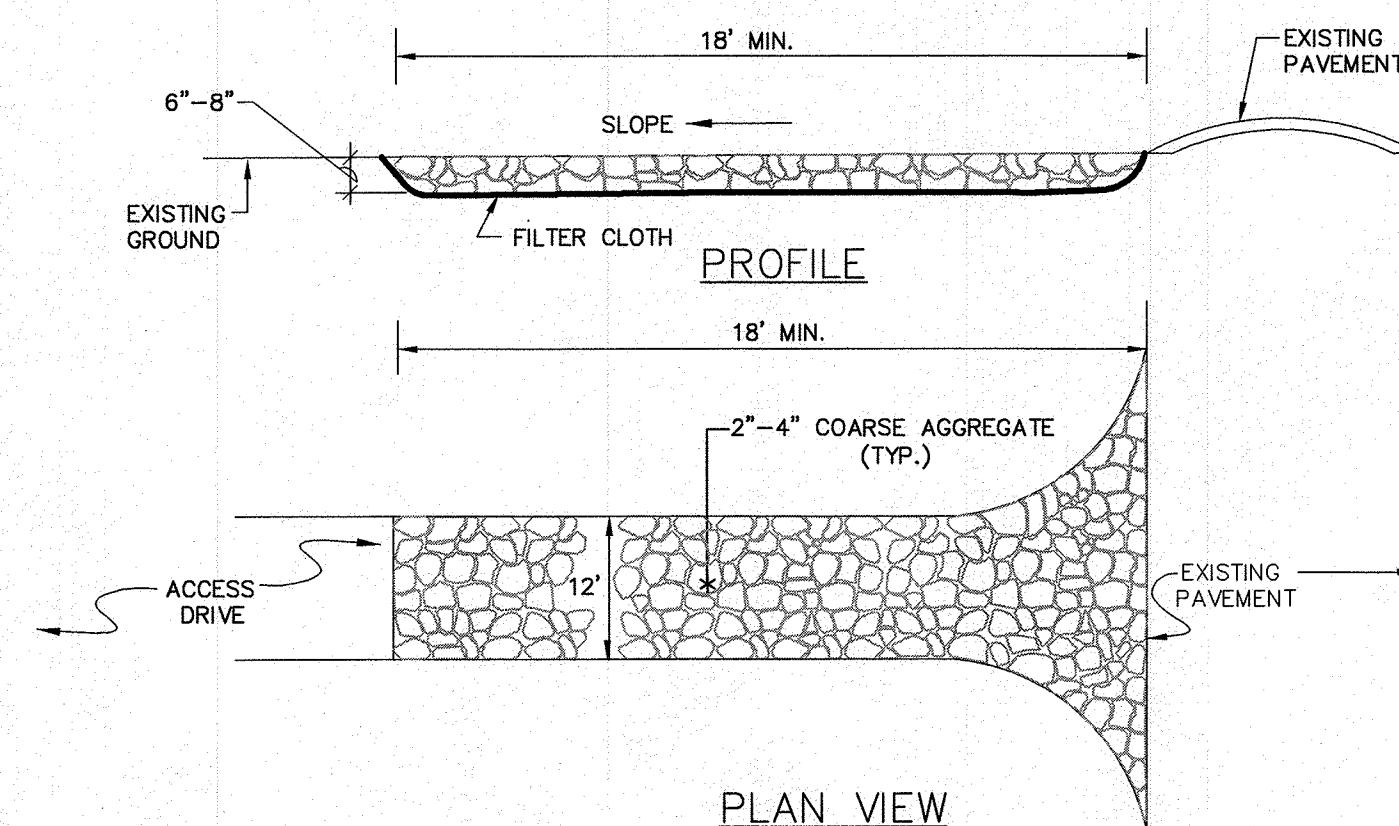 18' MIN.
EXISTING
PAVEMENT
6"-8"
SLOPE
EXISTING
GROUND
FILTER CLOTH
PROFILE
18' MIN.
2"-4" COARSE AGGREGATE
(TYP.)
12'
ACCESS
DRIVE
EXISTING
PAVEMENT
PLAN VIEW